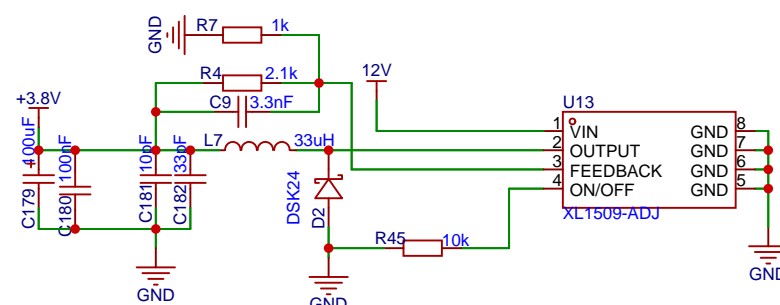 GND
R7
1k
R4
2.1k
C9
3.3nF
+3.8V
12V
400uF
100nF
10pF
33pF
L7
33uH
+
C179
C180
C181
C182
DSK24
D2
R45
10k
GND
GND
U13
1 VIN GND 8
2 OUTPUT GND 7
3 FEEDBACK GND 6
4 ON/OFF GND 5
XL1509-ADJ
GND